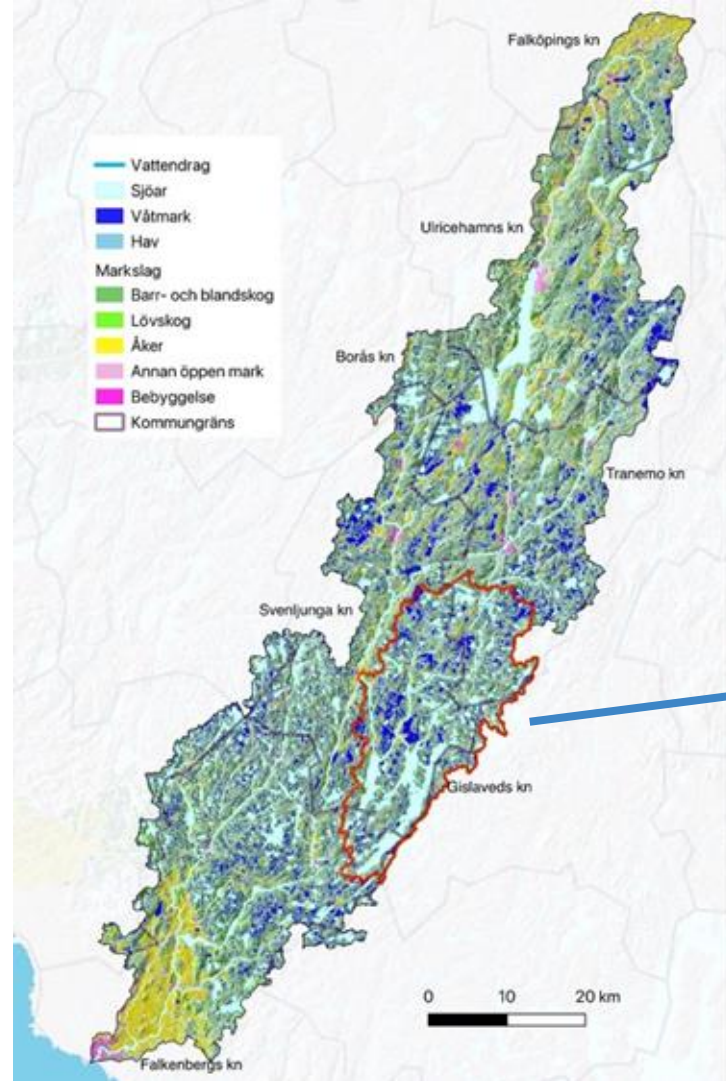 Falköpings kn
Vattendrag
Sjöar
Våtmark
Hav
Markslag
Barr- och blandskog
Lövskog
Åker
Annan öppen mark
Bebyggelse
Kommungräns
Ulricehamns kn
Borås kn
Tranemo kn
Svenljunga kn
Gislaveds kn
0 10 20 km
Falkenbergs kn